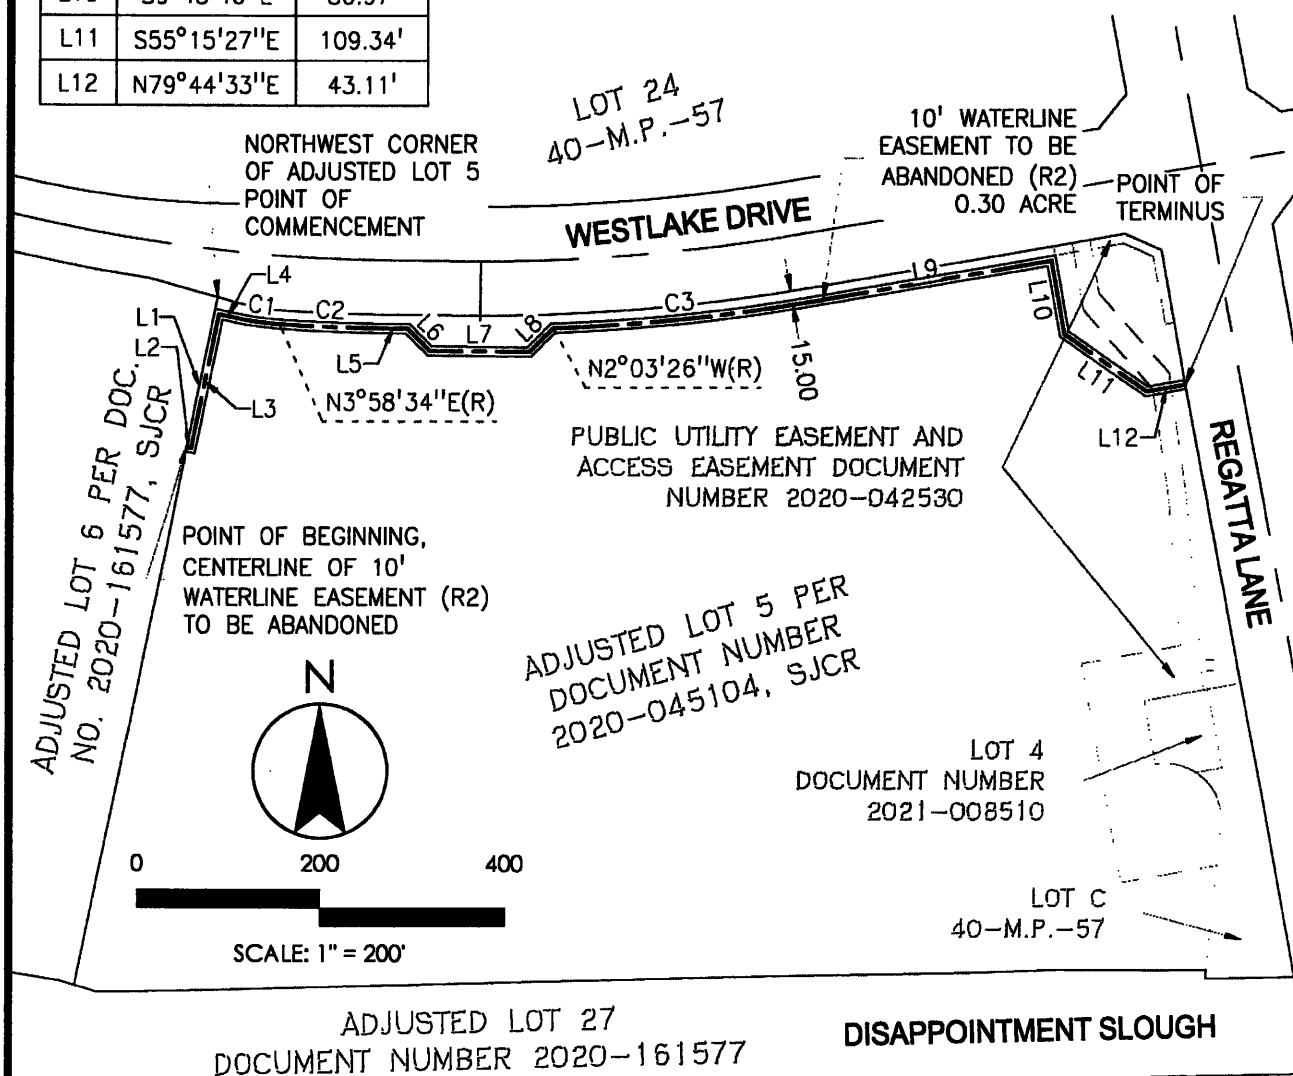 L11 S55°15'27"E 109.34'
L12 N79°44'33"E 43.11'
LOT 24
40-M.P.-57
NORTHWEST CORNER
OF ADJUSTED LOT 5
POINT OF
COMMENCEMENT
10' WATERLINE
EASEMENT TO BE
ABANDONED (R2)
0.30 ACRE
POINT OF
TERMINUS
WESTLAKE DRIVE
L4
C1
C2
L1
L2
L3
L5
L6
L7
L8
C3
L9
L10
L11
L12
N3°58'34"E(R)
N2°03'26"W(R)
15.00
PUBLIC UTILITY EASEMENT AND
ACCESS EASEMENT DOCUMENT
NUMBER 2020-042530
REGATTA LANE
ADJUSTED LOT 6 PER DOC.
NO. 2020-161577, SJCR
POINT OF BEGINNING,
CENTERLINE OF 10'
WATERLINE EASEMENT (R2)
TO BE ABANDONED
ADJUSTED LOT 5 PER
DOCUMENT NUMBER
2020-045104, SJCR
N
LOT 4
DOCUMENT NUMBER
2021-008510
0 200 400
SCALE: 1" = 200'
LOT C
40-M.P.-57
ADJUSTED LOT 27
DOCUMENT NUMBER 2020-161577
DISAPPOINTMENT SLOUGH